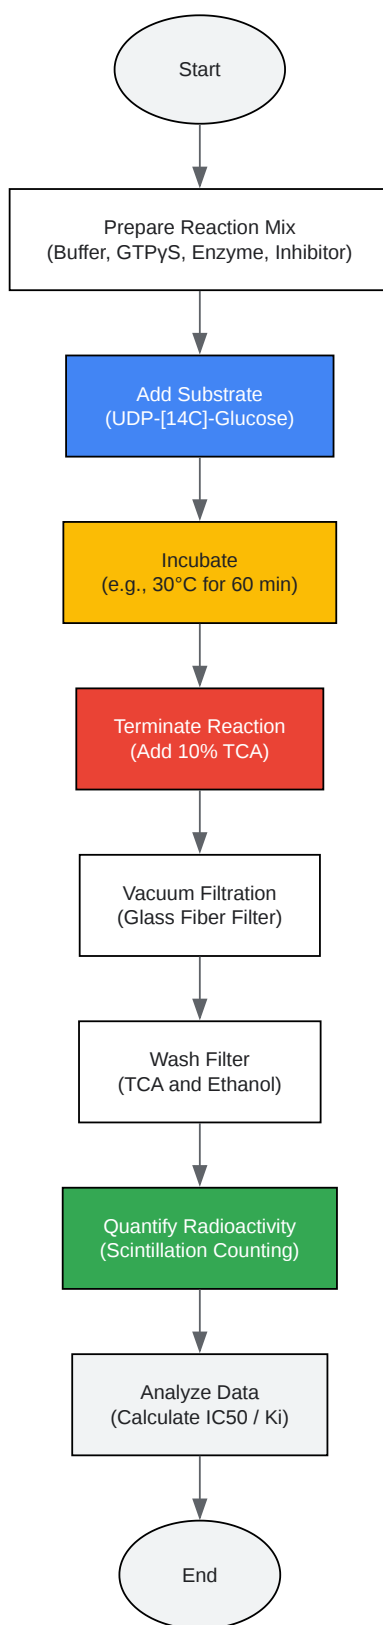 Start
Prepare Reaction Mix
(Buffer, GTPγS, Enzyme, Inhibitor)
Add Substrate
(UDP-[14C]-Glucose)
Incubate
(e.g., 30°C for 60 min)
Terminate Reaction
(Add 10% TCA)
Vacuum Filtration
(Glass Fiber Filter)
Wash Filter
(TCA and Ethanol)
Quantify Radioactivity
(Scintillation Counting)
Analyze Data
(Calculate IC50 / Ki)
End